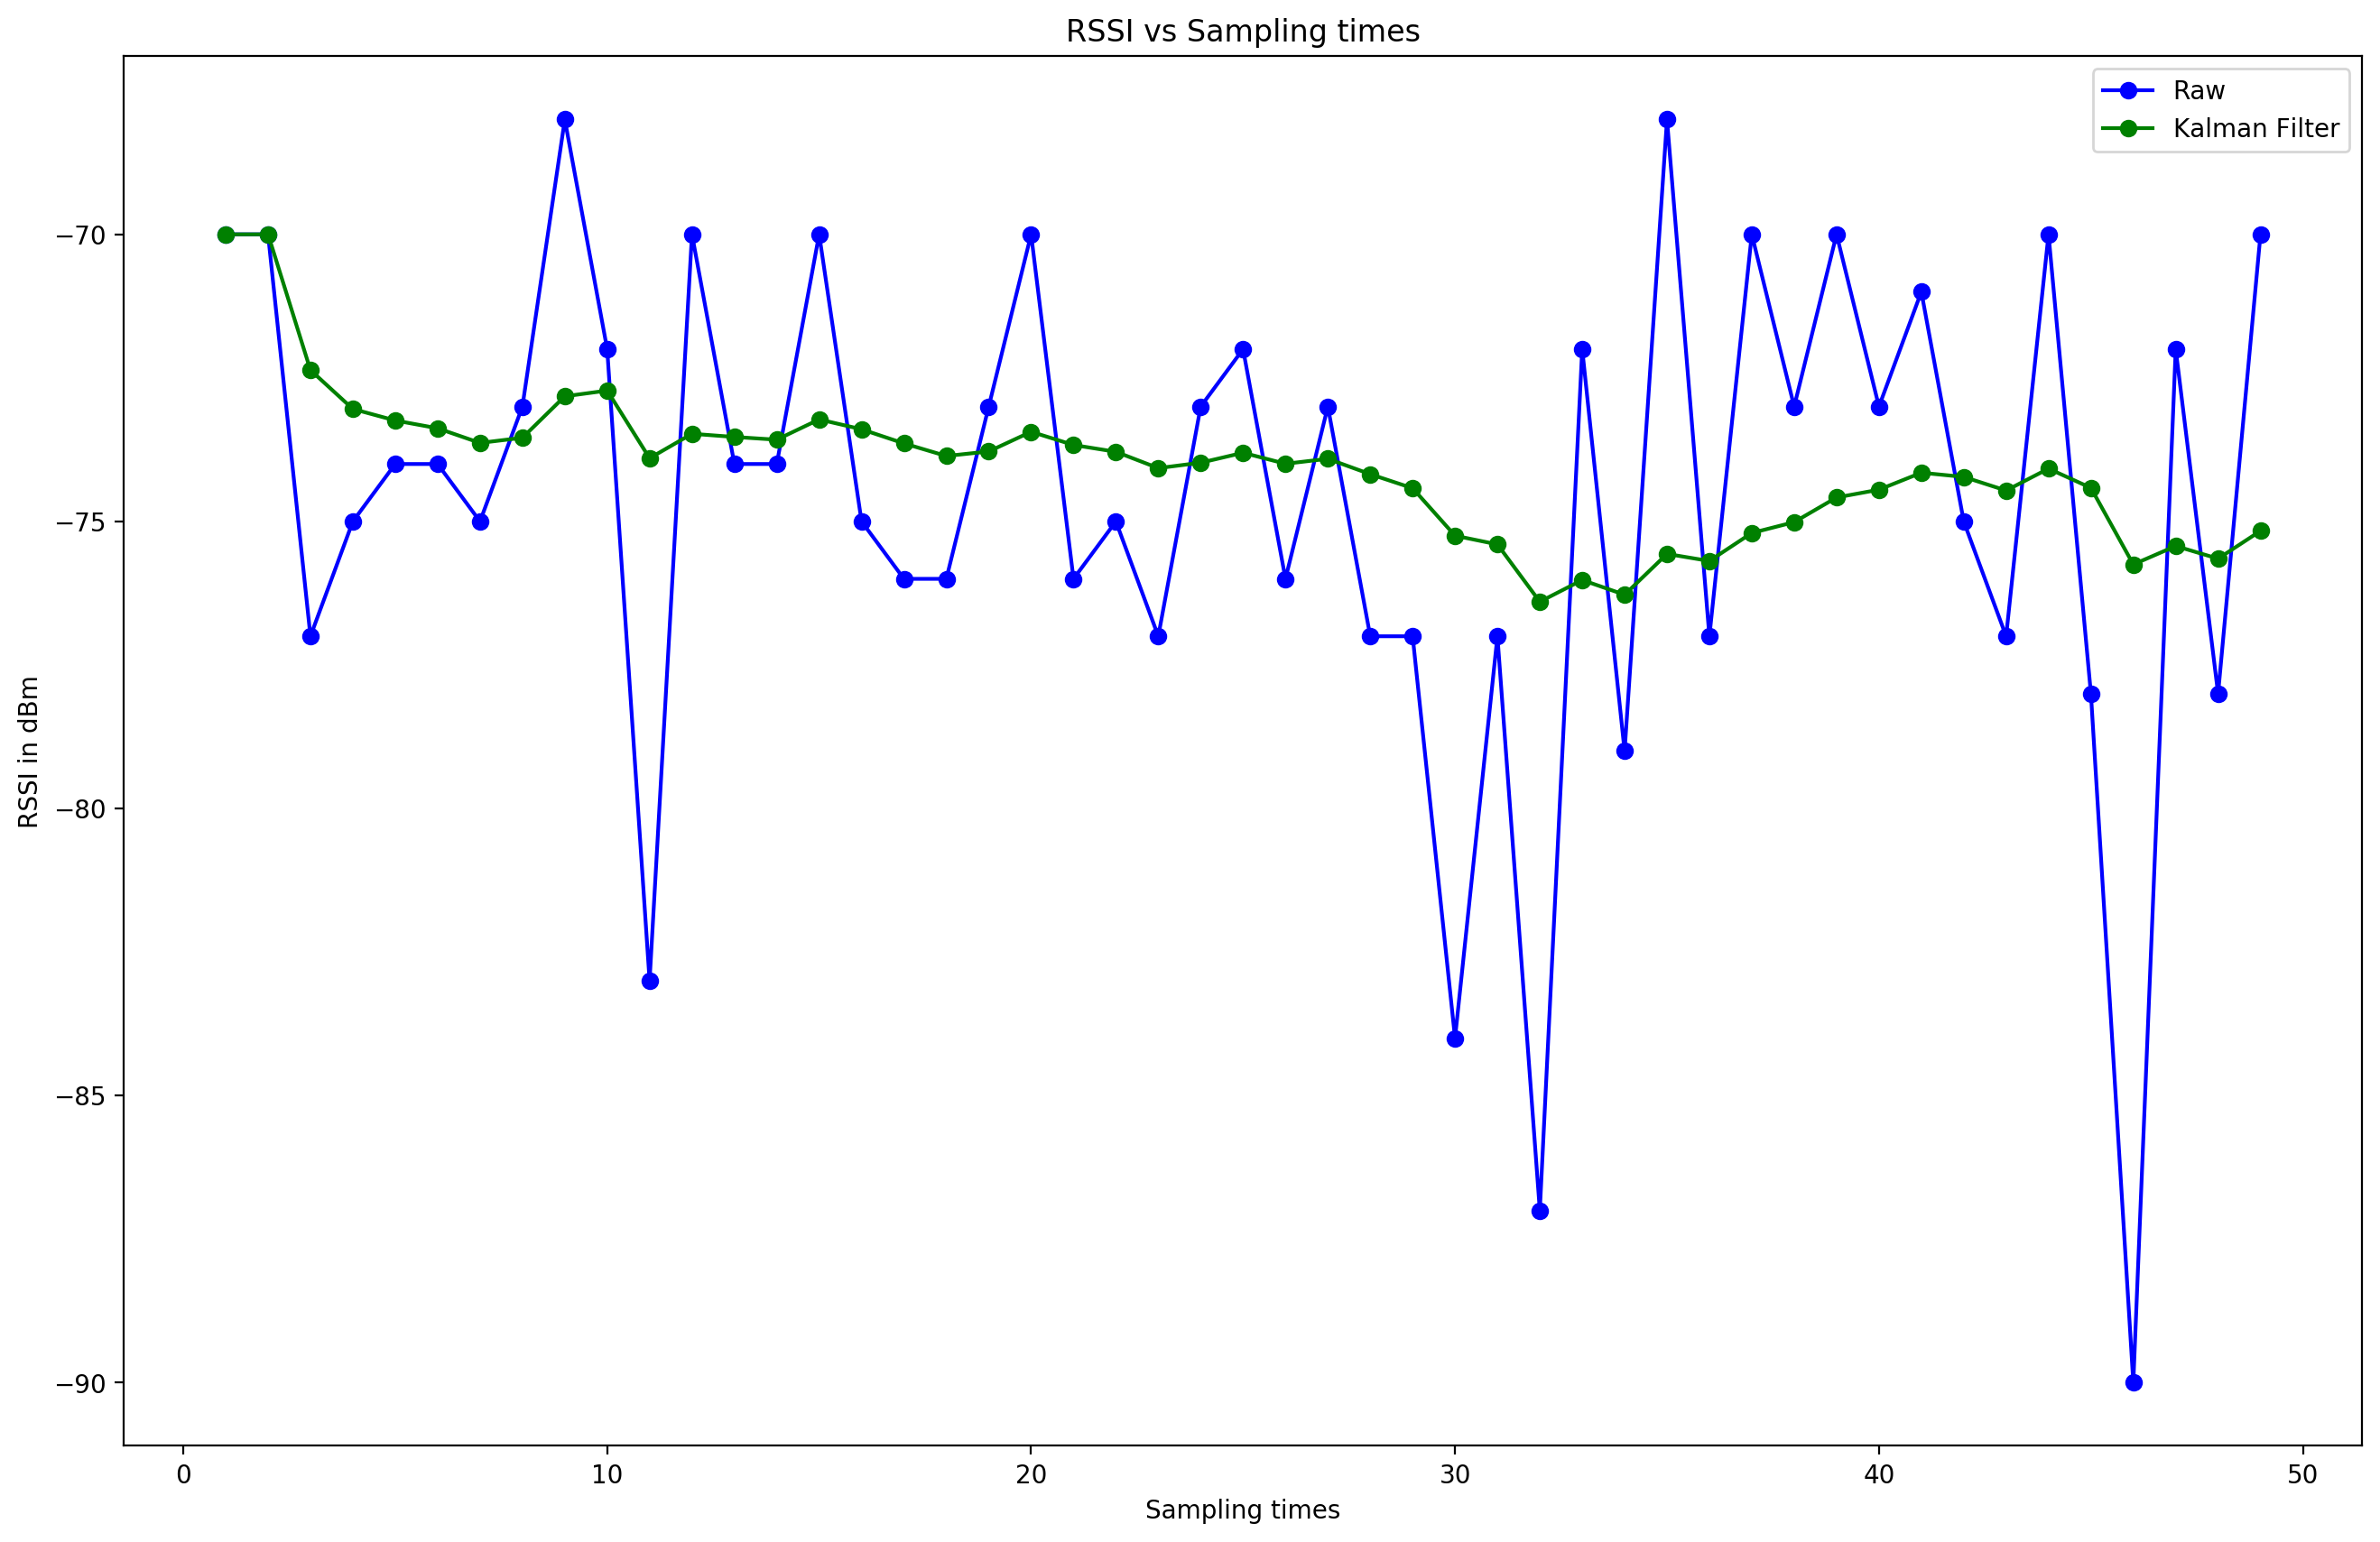 RSSI vs Sampling times
Raw
Kalman Filter
−70
−75
−80
−85
−90
RSSI in dBm
0 10 20 30 40 50
Sampling times